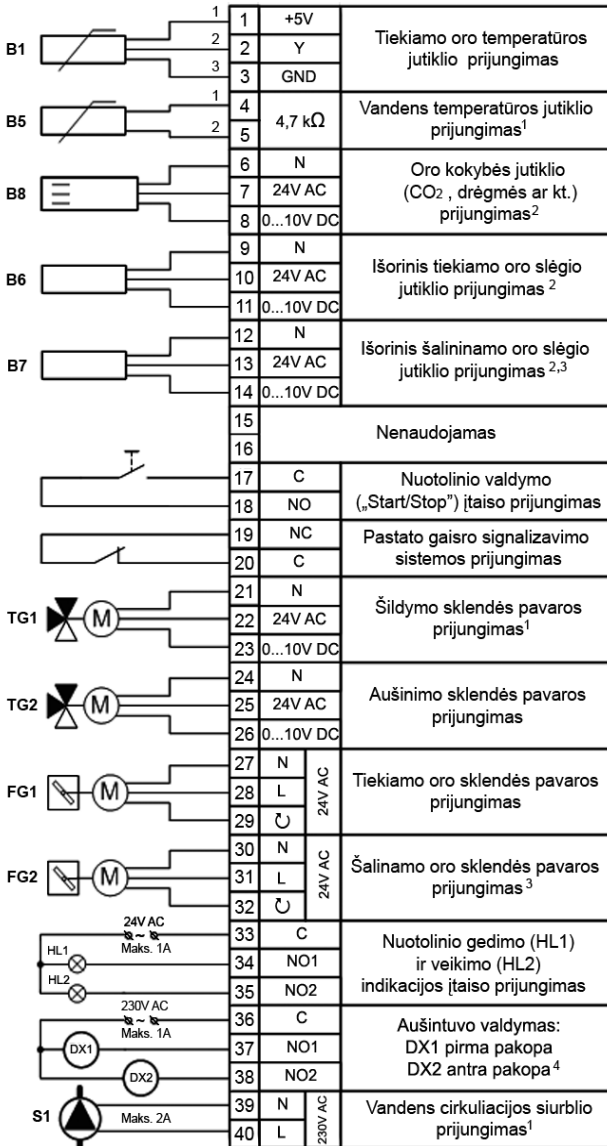 B1
1 1 +5V
2 2 Y
3 3 GND
Tiekiamo oro temperatūros
jutiklio prijungimas
B5
1 4
2 5
4,7 kΩ
Vandens temperatūros jutiklio
prijungimas1
B8
6 N
7 24V AC
8 0...10V DC
Oro kokybės jutiklio
(CO2 , drėgmės ar kt.)
prijungimas2
B6
9 N
10 24V AC
11 0...10V DC
Išorinis tiekiamo oro slėgio
jutiklio prijungimas 2
B7
12 N
13 24V AC
14 0...10V DC
Išorinis šalininamo oro slėgio
jutiklio prijungimas 2,3
15
16
Nenaudojamas
17 C
18 NO
Nuotolinio valdymo
(„Start/Stop”) įtaiso prijungimas
19 NC
20 C
Pastato gaisro signalizavimo
sistemos prijungimas
TG1
M
21 N
22 24V AC
23 0...10V DC
Šildymo sklendės pavaros
prijungimas1
TG2
M
24 N
25 24V AC
26 0...10V DC
Aušinimo sklendės pavaros
prijungimas
FG1
M
27 N
28 L
29 ↻
24V AC
Tiekiamo oro sklendės pavaros
prijungimas
FG2
M
30 N
31 L
32 ↻
24V AC
Šalinamo oro sklendės pavaros
prijungimas 3
24V AC
~
Maks. 1A
HL1
HL2
33 C
34 NO1
35 NO2
Nuotolinio gedimo (HL1)
ir veikimo (HL2)
indikacijos įtaiso prijungimas
230V AC
~
Maks. 1A
DX1
DX2
36 C
37 NO1
38 NO2
Aušintuvo valdymas:
DX1 pirma pakopa
DX2 antra pakopa 4
S1
Maks. 2A
39 N
40 L
230V AC
Vandens cirkuliacijos siurblio
prijungimas1